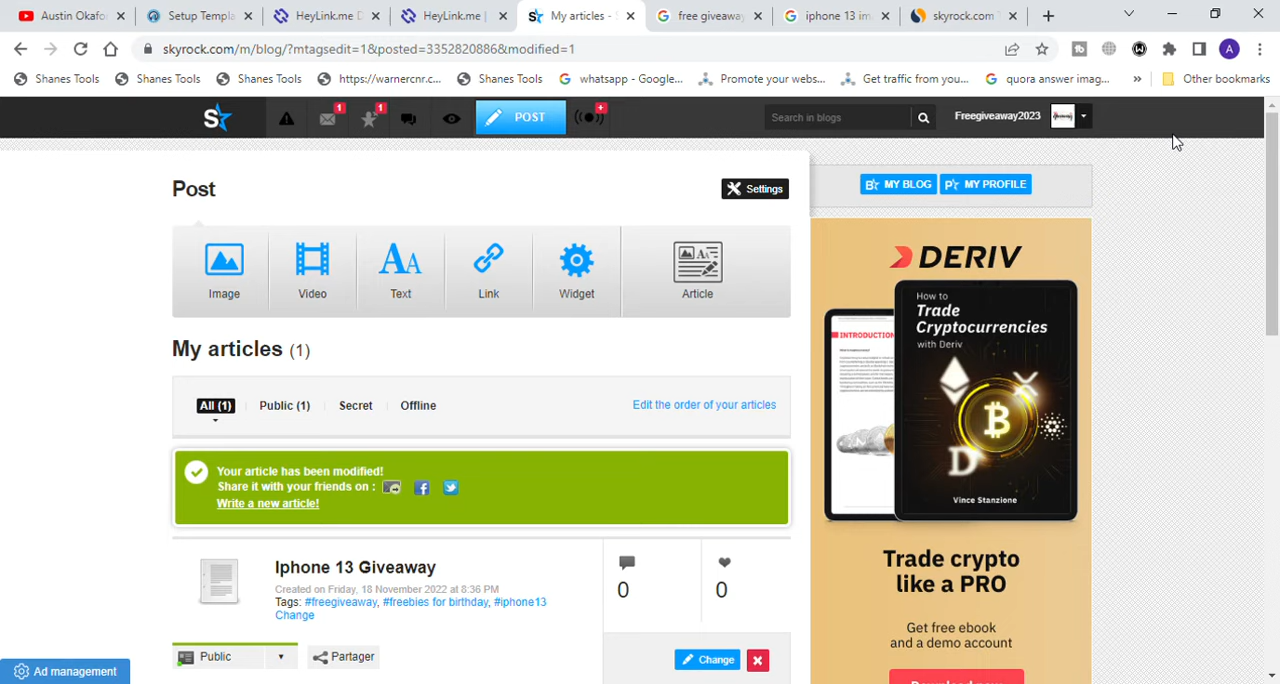 Austin Okafo
Setup Templa
HeyLink.me D
HeyLink.me |
My articles -
free giveaway
iphone 13 im
skyrock.com
skyrock.com/m/blog/?mtagsedit=1&posted=3352820886&modified=1
A
Shanes Tools
Shanes Tools
Shanes Tools
https://warnercnr.c...
Shanes Tools
whatsapp - Google...
Promote your webs...
Get traffic from you...
quora answer imag...
»
Other bookmarks
S
1
1
POST
+
Search in blogs
Freegiveaway2023
Post
Settings
MY BLOG
MY PROFILE
Image
Video
Text
Link
Widget
Article
My articles (1)
All (1)
Public (1)
Secret
Offline
Edit the order of your articles
Your article has been modified!
Share it with your friends on :
Write a new article!
Iphone 13 Giveaway
Created on Friday, 18 November 2022 at 8:36 PM
Tags: #freegiveaway, #freebies for birthday, #iphone13
Change
0
0
Public
Partager
Change
Ad management
DERIV
INTRODUCTION
How to
Trade
Cryptocurrencies
with Deriv
Vince Stanzione
Trade crypto
like a PRO
Get free ebook
and a demo account